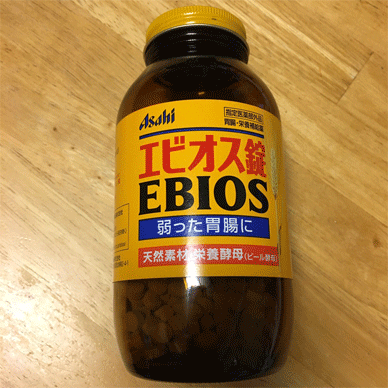 Asahi
指定医薬部外品
胃腸・栄養補給薬
エビオス錠
EBIOS
弱った胃腸に
天然素材 栄養酵母(ビール酵母)